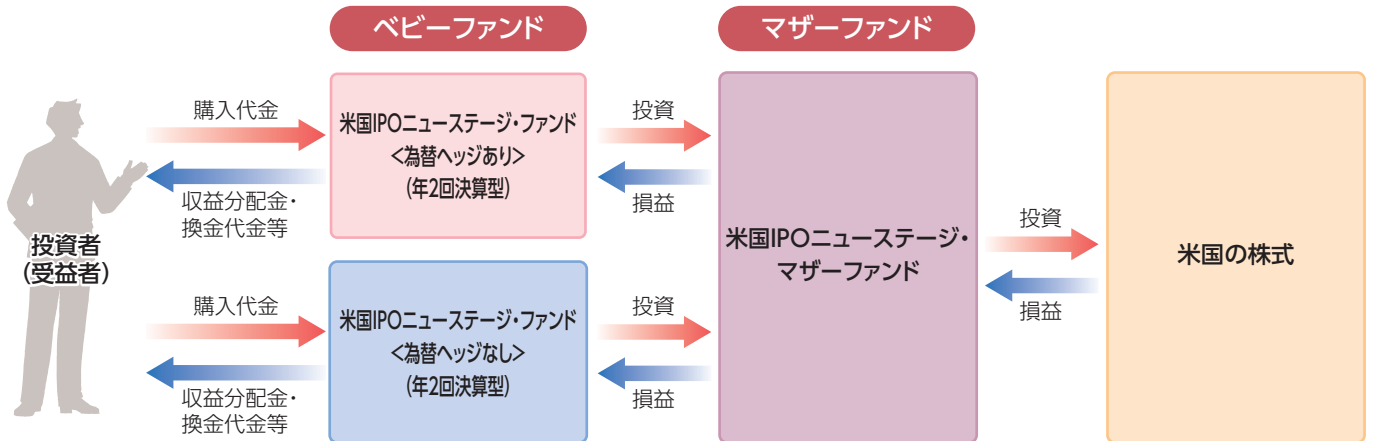 ベビーファンド
マザーファンド
購入代金
収益分配金・
換金代金等
米国IPOニューステージ・ファンド
<為替ヘッジあり>
(年2回決算型)
投資
損益
投資者
(受益者)
購入代金
収益分配金・
換金代金等
米国IPOニューステージ・ファンド
<為替ヘッジなし>
(年2回決算型)
投資
損益
米国IPOニューステージ・
マザーファンド
投資
損益
米国の株式